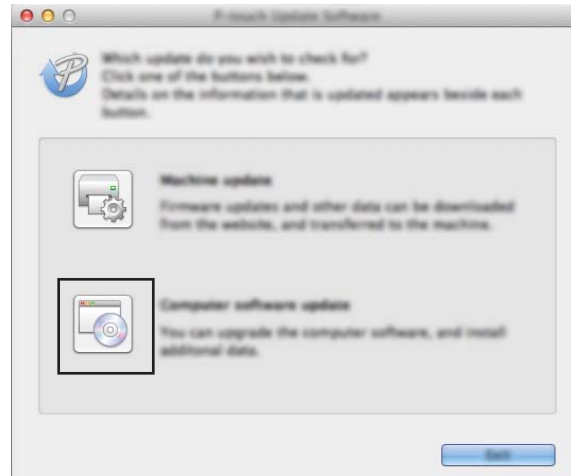 P-touch Update Software
Which update do you wish to check for?
Click one of the buttons below.
Details on the information that is updated appears beside each
button.
Machine update
Firmware updates and other data can be downloaded
from the website, and transferred to the machine.
Computer software update
You can upgrade the computer software, and install
additonal data.
Exit